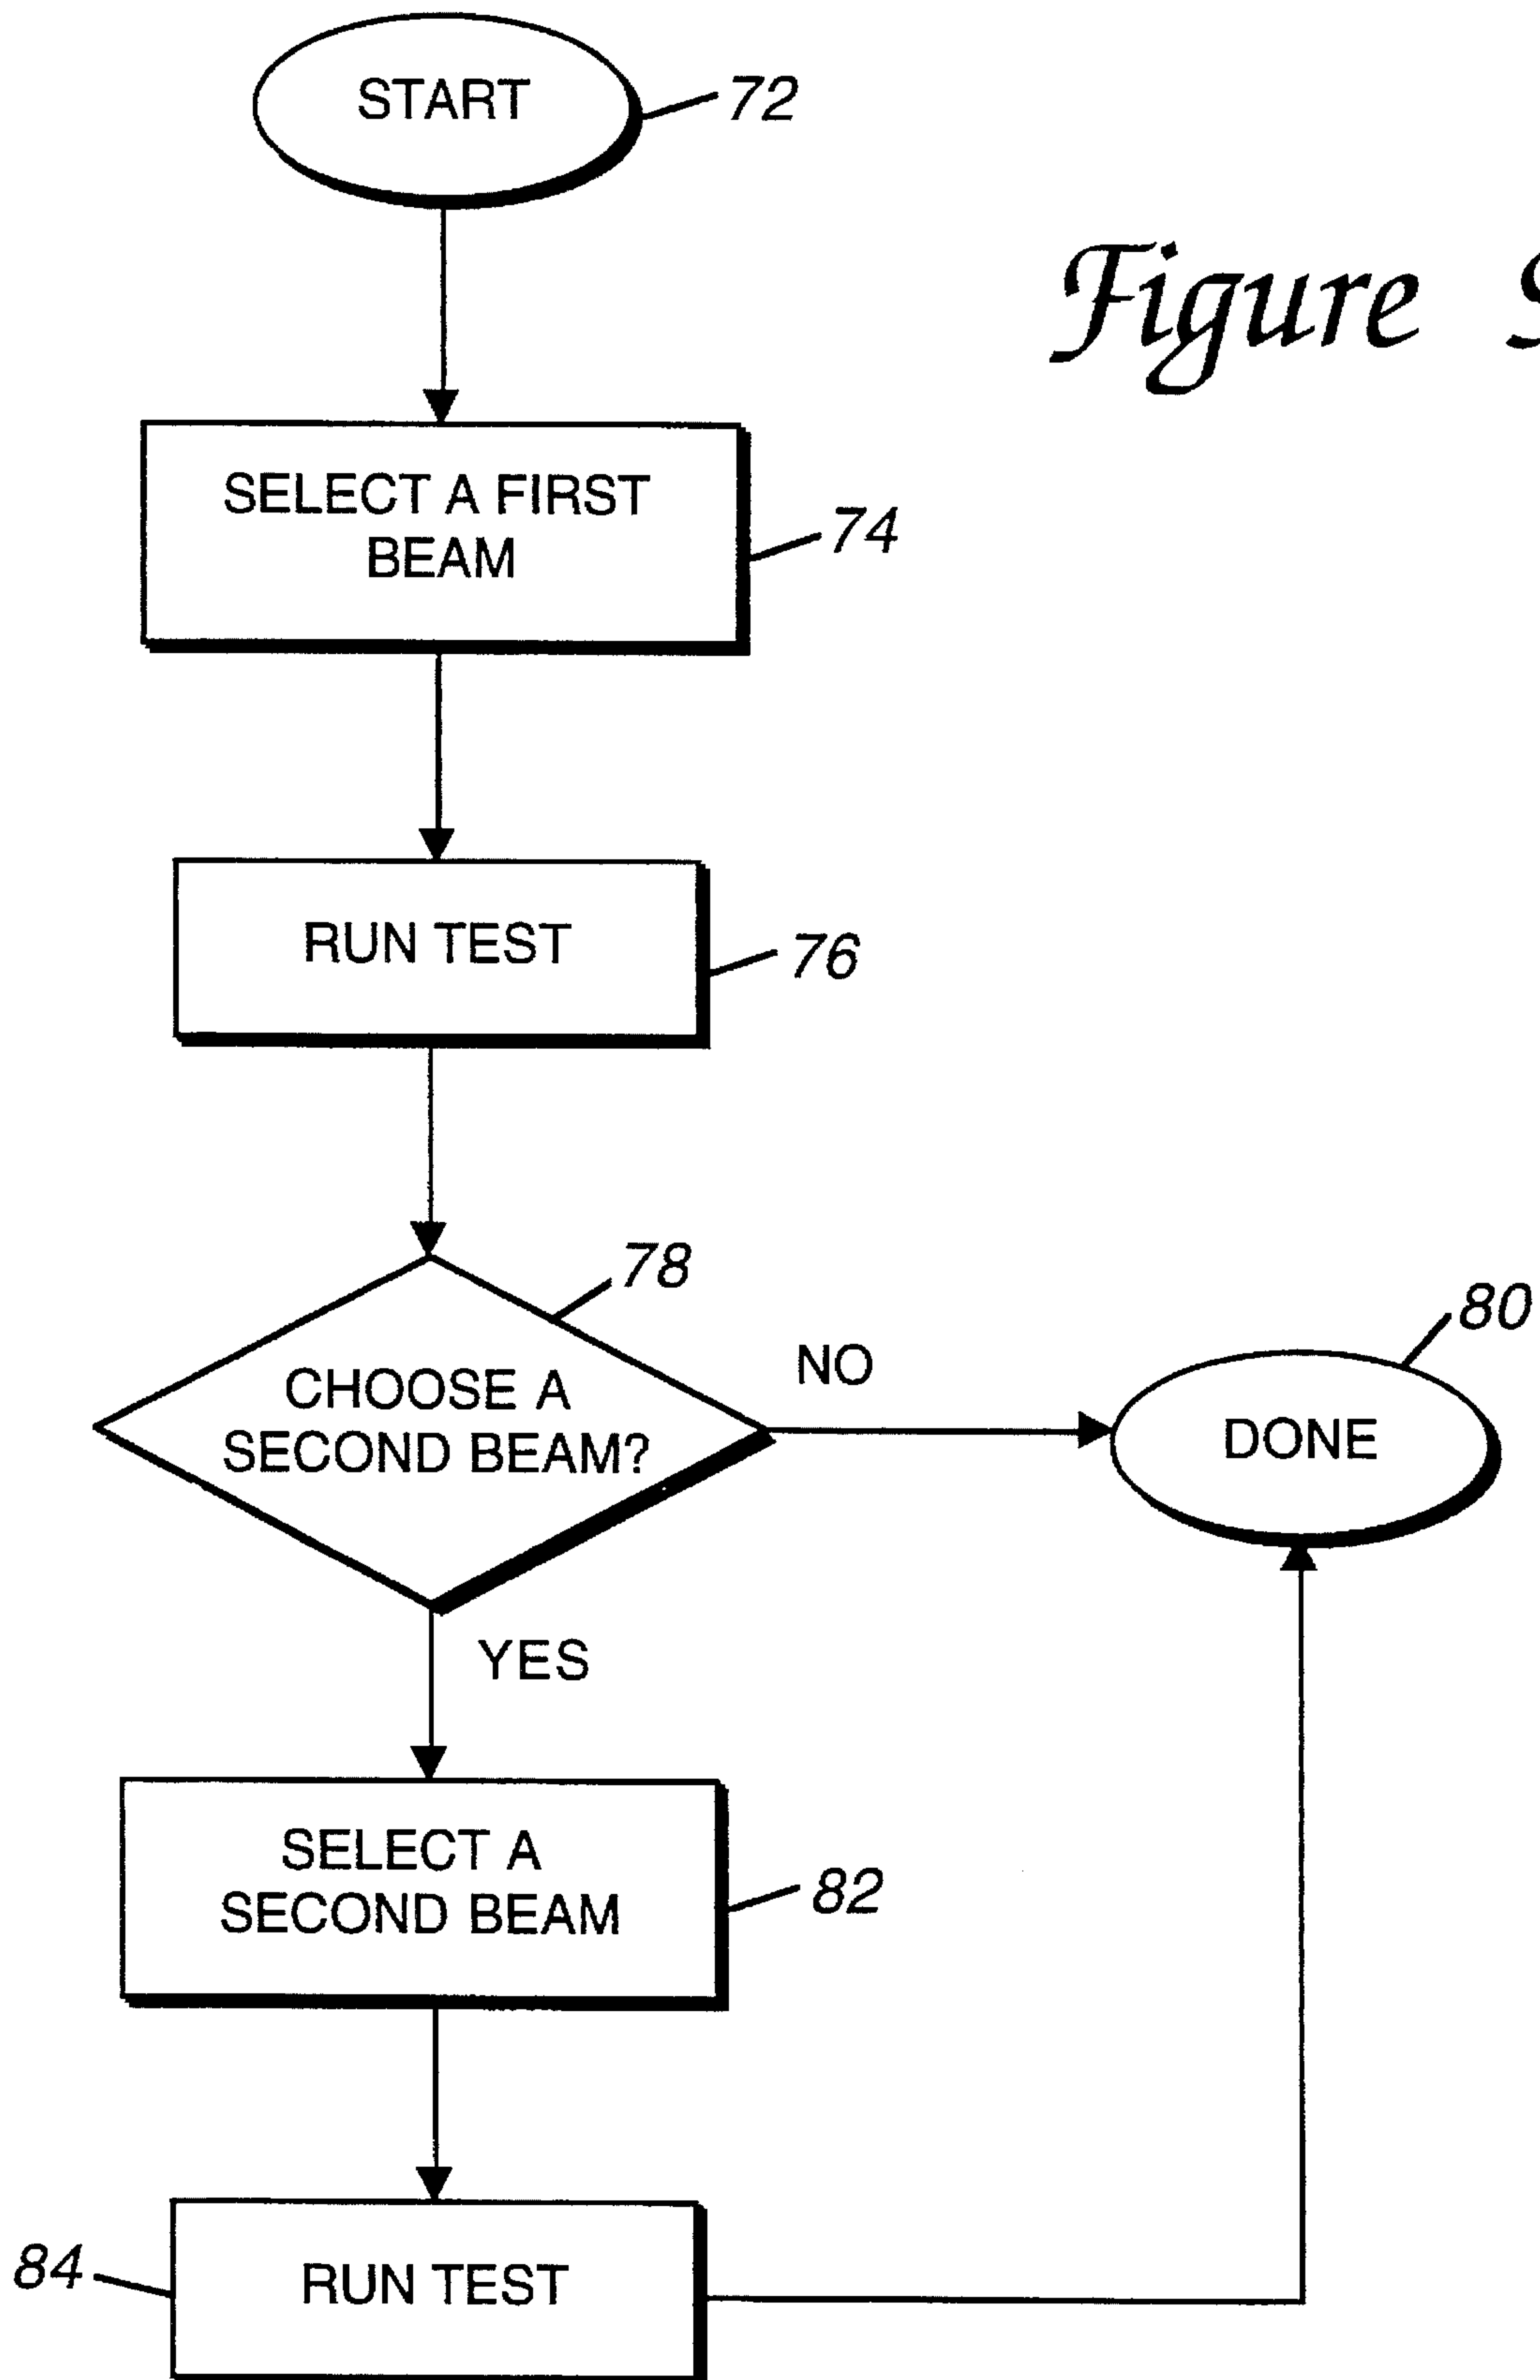 START
72
Figure
SELECT A FIRST
BEAM
74
RUN TEST
76
78
CHOOSE A
SECOND BEAM?
NO
80
DONE
YES
SELECT A
SECOND BEAM
82
84
RUN TEST